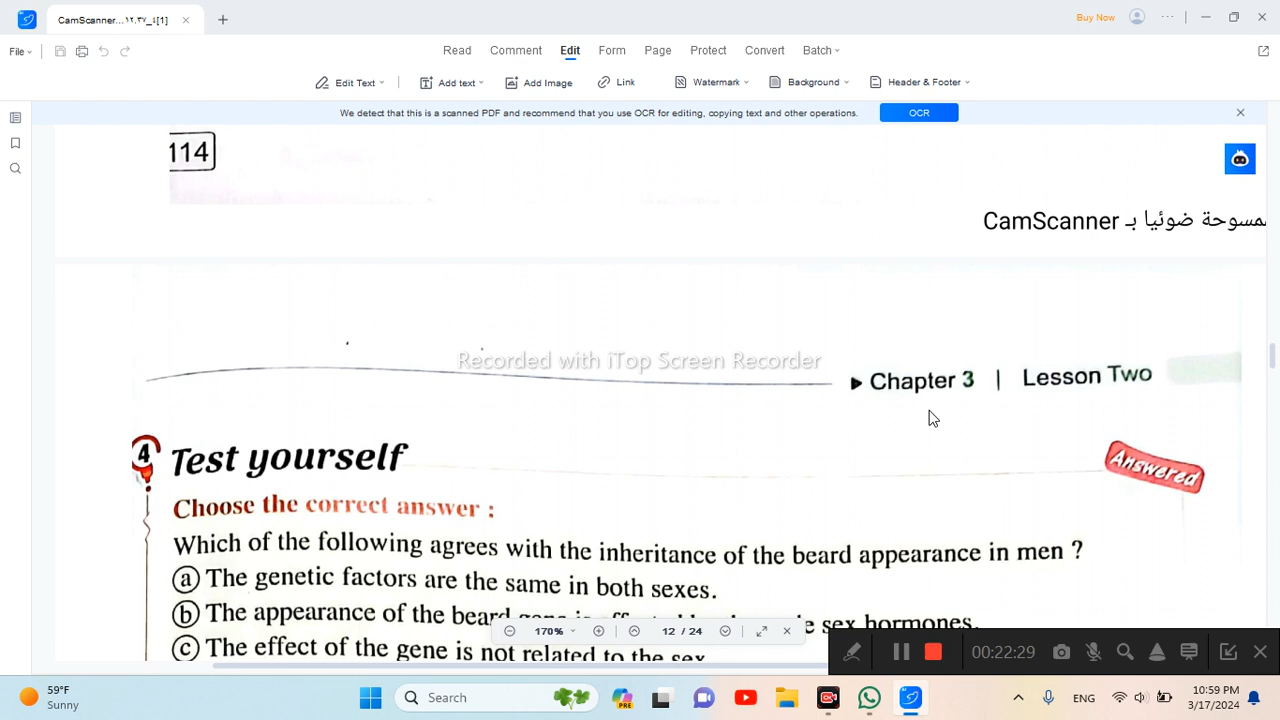 CamScanner...١٢,٣٧_٤[1]
Buy Now
File
Read Comment Edit Form Page Protect Convert Batch
Edit Text Add text Add Image Link Watermark Background Header & Footer
We detect that this is a scanned PDF and recommend that you use OCR for editing, copying text and other operations. OCR
114
ممسوحة ضوئيا بـ CamScanner
Recorded with iTop Screen Recorder
Chapter 3 | Lesson Two
4 Test yourself
Answered
Choose the correct answer :
Which of the following agrees with the inheritance of the beard appearance in men ?
a The genetic factors are the same in both sexes.
b The appearance of the beard sex hormones.
c The effect of the gene is not related to the sex
170% 12 / 24
00:22:29
59°F
Sunny
Search
PRE
ENG
10:59 PM
3/17/2024